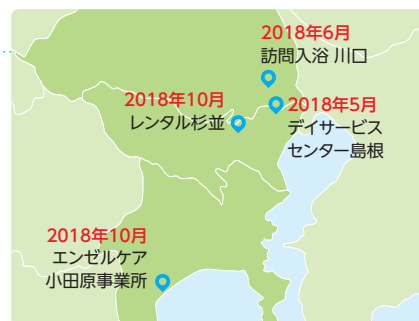 2018年6月
訪問入浴 川口
2018年10月
レンタル杉並
2018年5月
デイサービス
センター島根
2018年10月
エンゼルケア
小田原事業所